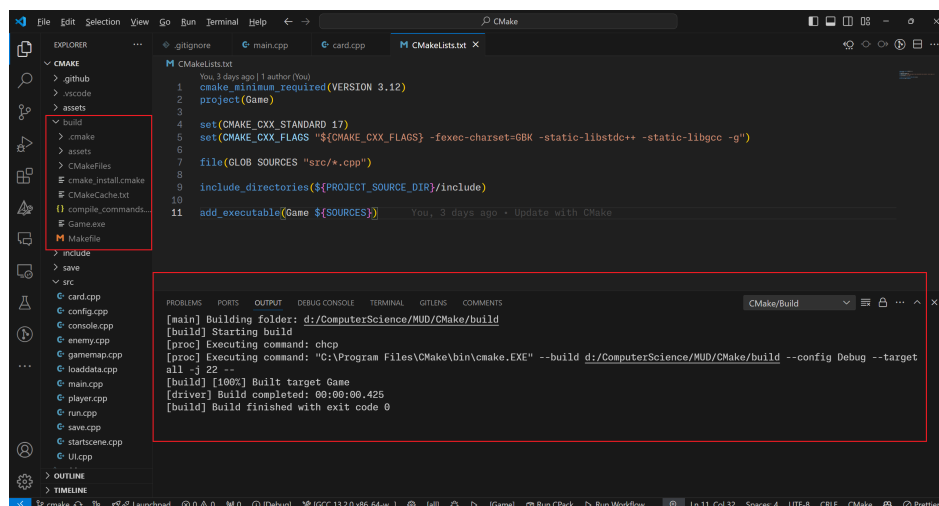 File Edit Selection View Go Run Terminal Help
CMake
EXPLORER
.gitignore
main.cpp
card.cpp
CMakeLists.txt
CMAKE
.github
.vscode
assets
build
.cmake
assets
CMakeFiles
cmake_install.cmake
CMakeCache.txt
compile_commands...
Game.exe
Makefile
include
save
src
card.cpp
config.cpp
console.cpp
enemy.cpp
gamemap.cpp
loaddata.cpp
main.cpp
player.cpp
run.cpp
save.cpp
startscene.cpp
UI.cpp
OUTLINE
TIMELINE
CMakeLists.txt
You, 3 days ago | 1 author (You)
1 cmake_minimum_required(VERSION 3.12)
2 project(Game)
3
4 set(CMAKE_CXX_STANDARD 17)
5 set(CMAKE_CXX_FLAGS "${CMAKE_CXX_FLAGS} -fexec-charset=GBK -static-libstdc++ -static-libgcc -g")
6
7 file(GLOB SOURCES "src/*.cpp")
8
9 include_directories(${PROJECT_SOURCE_DIR}/include)
10
11 add_executable(Game ${SOURCES}) You, 3 days ago • Update with CMake
PROBLEMS PORTS OUTPUT DEBUG CONSOLE TERMINAL GITLENS COMMENTS
CMake/Build
[main] Building folder: d:/ComputerScience/MUD/CMake/build
[build] Starting build
[proc] Executing command: chcp
[proc] Executing command: "C:\Program Files\CMake\bin\cmake.EXE" --build d:/ComputerScience/MUD/CMake/build --config Debug --target
all -j 22 --
[build] [100%] Built target Game
[driver] Build completed: 00:00:00.425
[build] Build finished with exit code 0
cmake Launchpad 0 0 0 [Debug] [GCC 13.2.0 x86_64-w...] [all] [Game] Run CPack Run Workflow Ln 11, Col 32 Spaces: 4 UTF-8 CRLF CMake Prettier